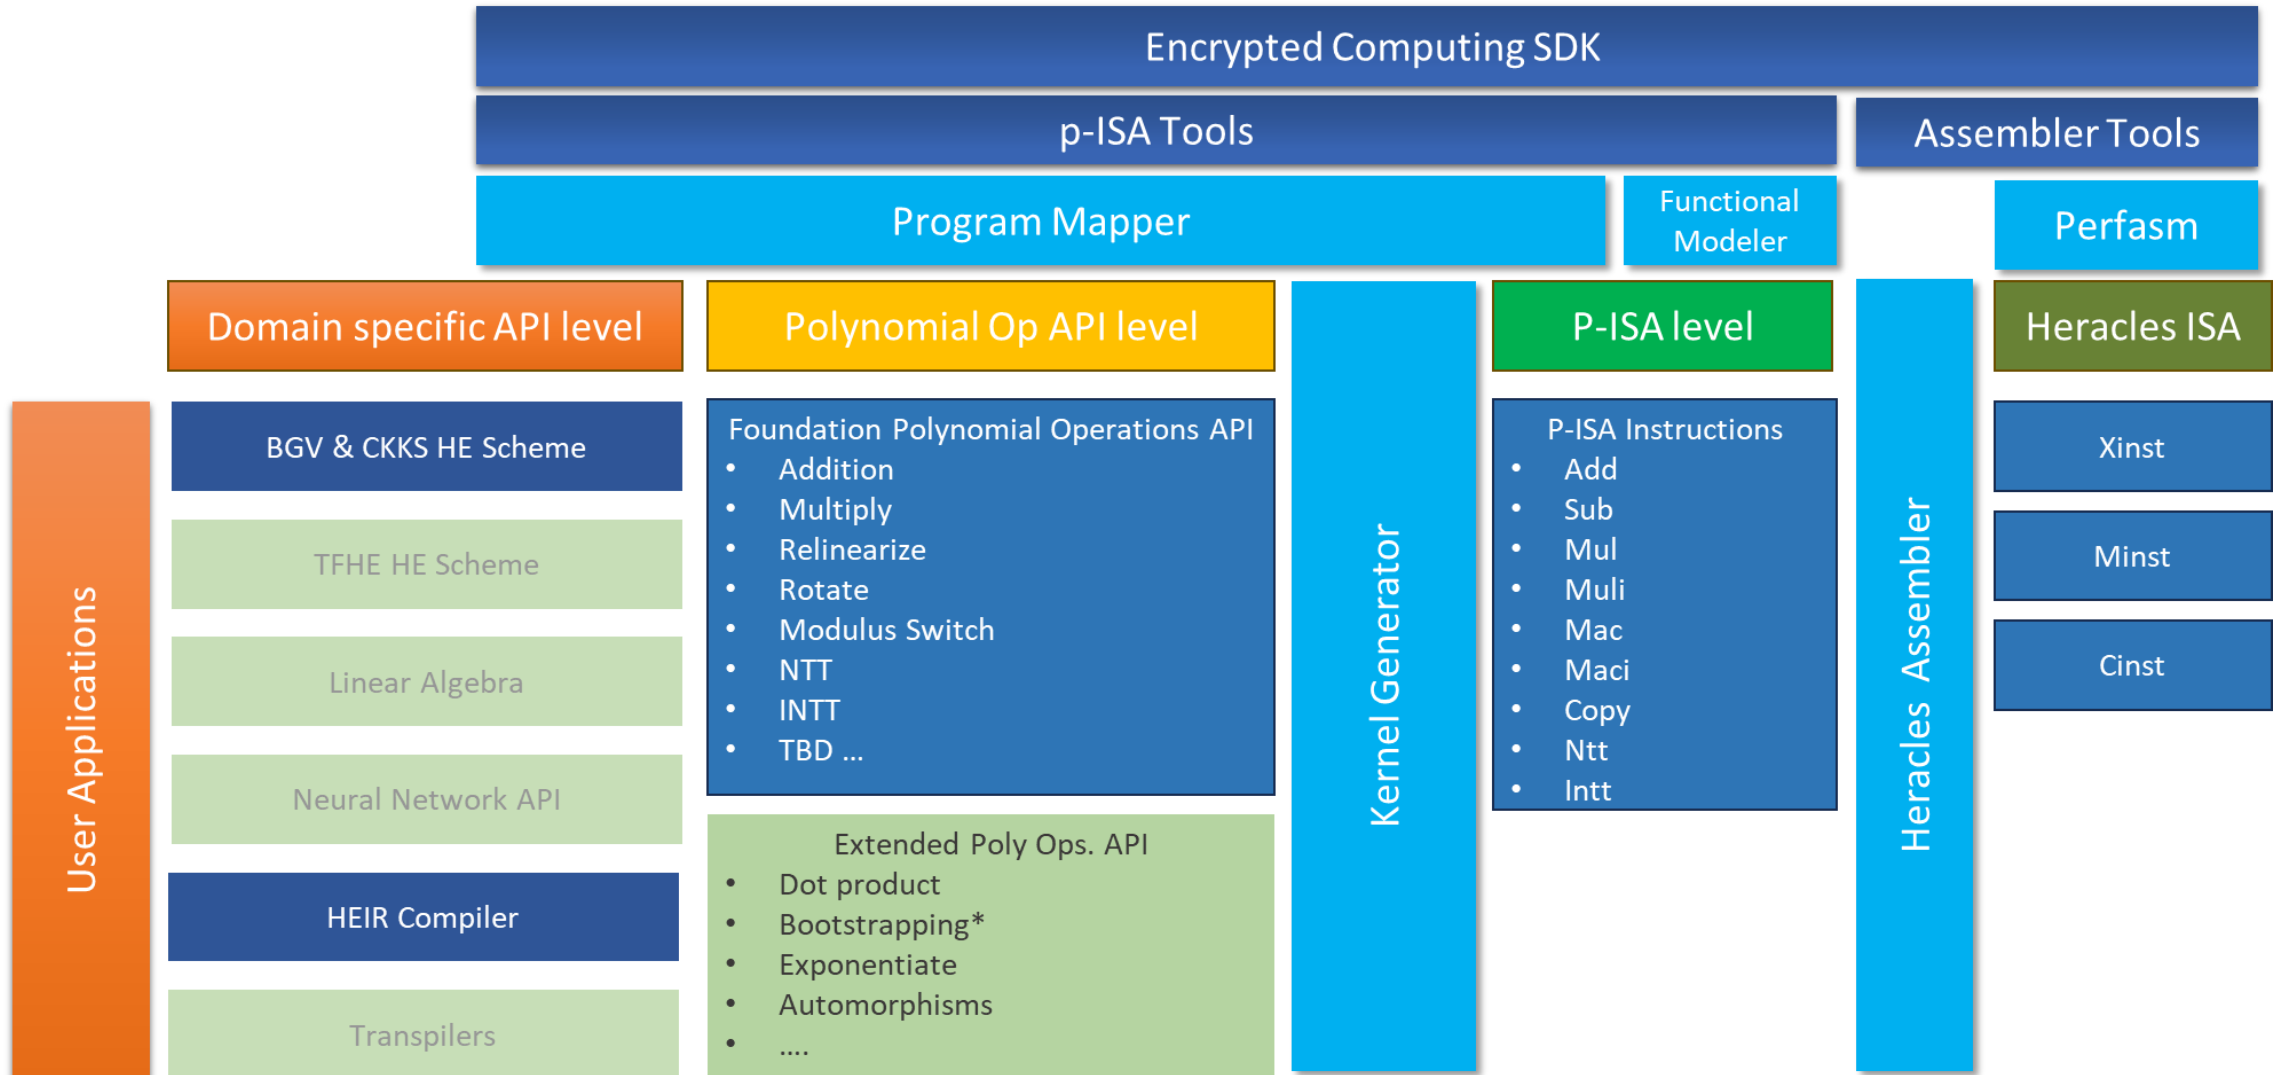 Encrypted Computing SDK
p-ISA Tools
Assembler Tools
Program Mapper
Functional
Modeler
Perfasm
Domain specific API level
Polynomial Op API level
P-ISA level
Heracles ISA
User Applications
BGV & CKKS HE Scheme
TFHE HE Scheme
Linear Algebra
Neural Network API
HEIR Compiler
Transpilers
Foundation Polynomial Operations API
• Addition
• Multiply
• Relinearize
• Rotate
• Modulus Switch
• NTT
• INTT
• TBD ...
Extended Poly Ops. API
• Dot product
• Bootstrapping*
• Exponentiate
• Automorphisms
• ....
Kernel Generator
P-ISA Instructions
• Add
• Sub
• Mul
• Muli
• Mac
• Maci
• Copy
• Ntt
• Intt
Heracles Assembler
Xinst
Minst
Cinst